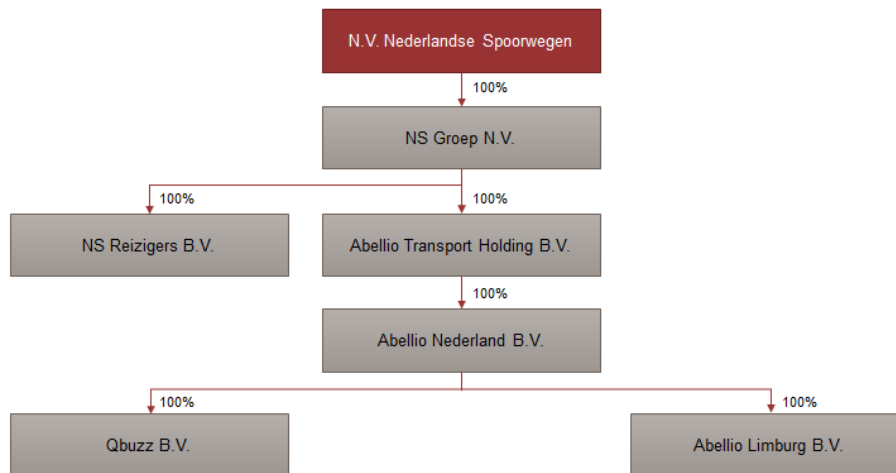 N.V. Nederlandse Spoorwegen
100%
NS Groep N.V.
100%
100%
NS Reizigers B.V.
Abellio Transport Holding B.V.
100%
Abellio Nederland B.V.
100%
100%
Qbuzz B.V.
Abellio Limburg B.V.